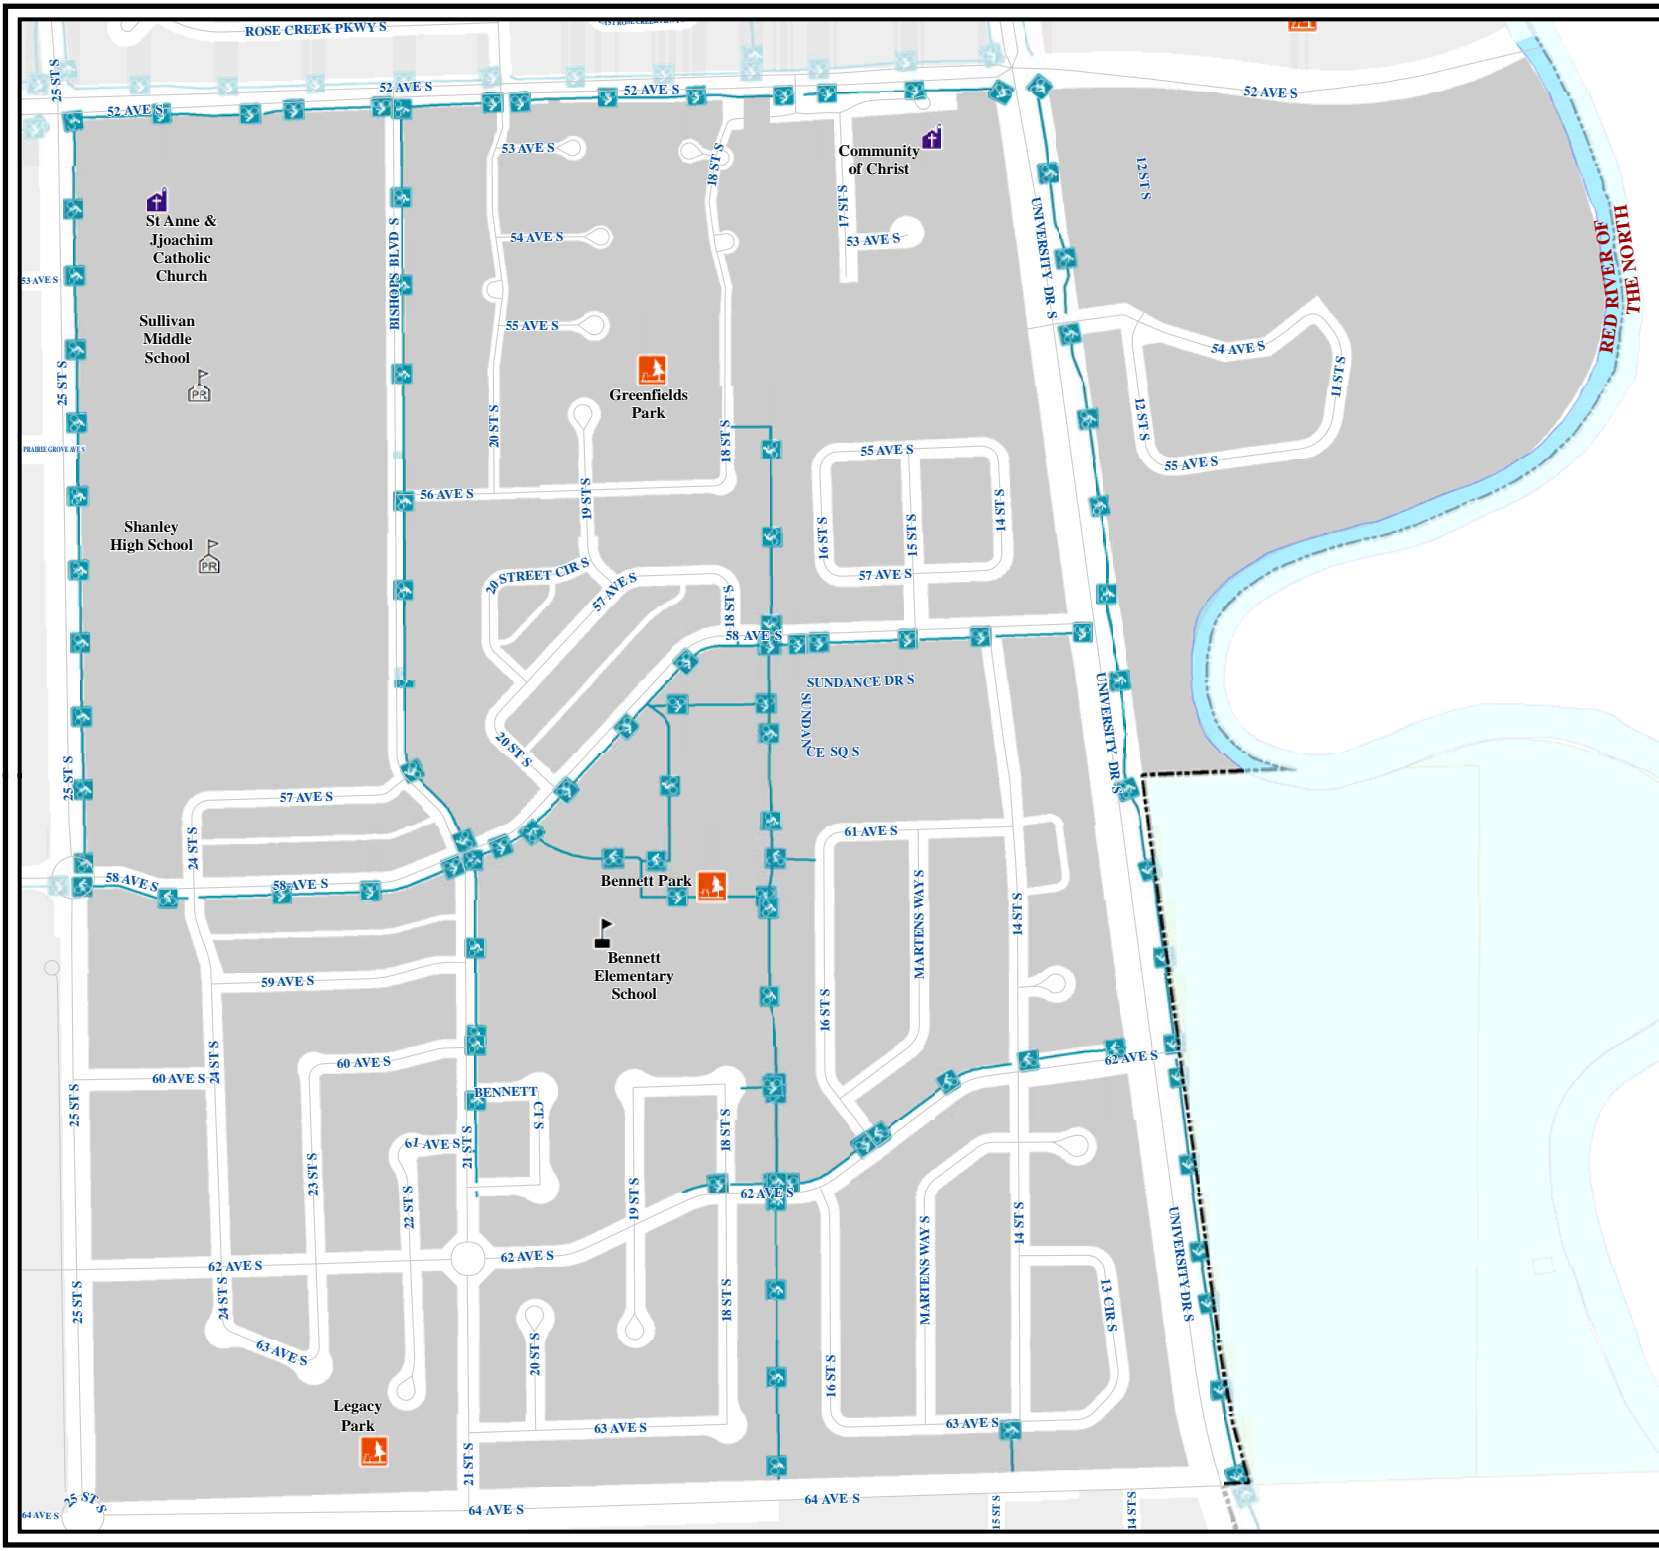 ROSE CREEK PKWY S
25 ST S
52 AVE S
52 AVE S
52 AVE S
52 AVE S
53 AVE S
18 ST S
Community
of Christ
12 ST S
St Anne &
Jjoachim
Catholic
Church
BISHOPS BLVD S
54 AVE S
17 ST S
53 AVE S
UNIVERSITY DR S
RED RIVER OF
THE NORTH
53 AVE S
Sullivan
Middle
School
PR
55 AVE S
54 AVE S
11 ST S
25 ST S
Greenfields
Park
20 ST S
18 ST S
12 ST S
PRAIRIE GROVE AVE S
55 AVE S
55 AVE S
56 AVE S
19 ST S
16 ST S
15 ST S
14 ST S
Shanley
High School
PR
20 STREET CIR S
57 AVE S
57 AVE S
18 ST S
58 AVE S
SUNDANCE DR S
SUNDAN
CE SQ S
UNIVERSITY DR S
20 ST S
25 ST S
57 AVE S
24 ST S
61 AVE S
58 AVE S
58 AVE S
Bennett Park
MARTENS WAY S
14 ST S
Bennett
Elementary
School
59 AVE S
16 ST S
24 ST S
60 AVE S
60 AVE S
62 AVE S
25 ST S
BENNETT
CT S
18 ST S
61 AVE S
21 ST S
23 ST S
22 ST S
19 ST S
62 AVE S
MARTENS WAY S
14 ST S
UNIVERSITY DR S
62 AVE S
62 AVE S
24 ST S
25 ST S
18 ST S
13 CIR S
63 AVE S
20 ST S
16 ST S
Legacy
Park
63 AVE S
63 AVE S
21 ST S
25 ST S
64 AVE S
64 AVE S
64 AVE S
15 ST S
14 ST S